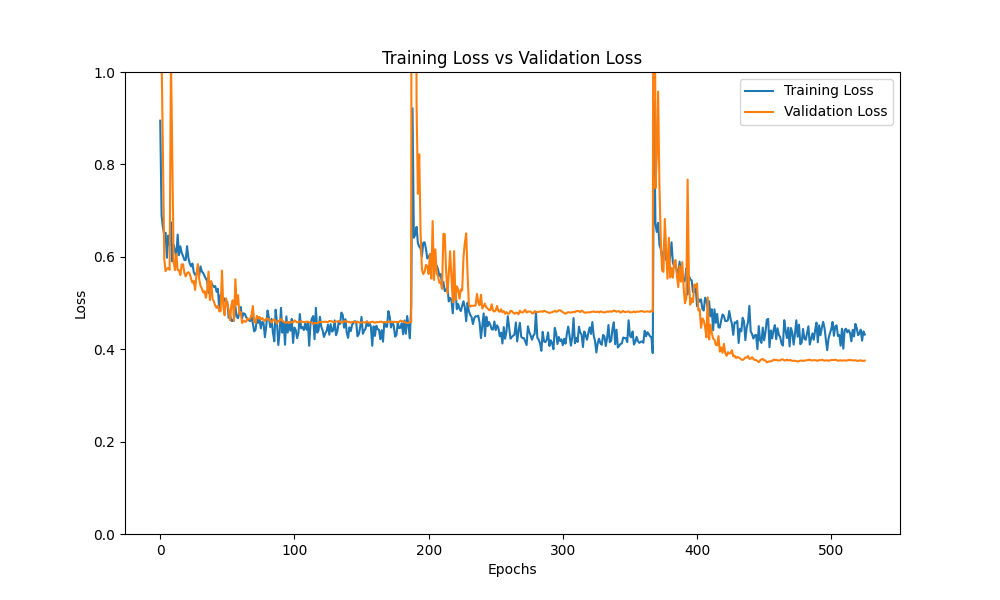 Training Loss vs Validation Loss
1.0
0.8
0.6
0.4
0.2
0.0
Loss
Training Loss
Validation Loss
0 100 200 300 400 500
Epochs